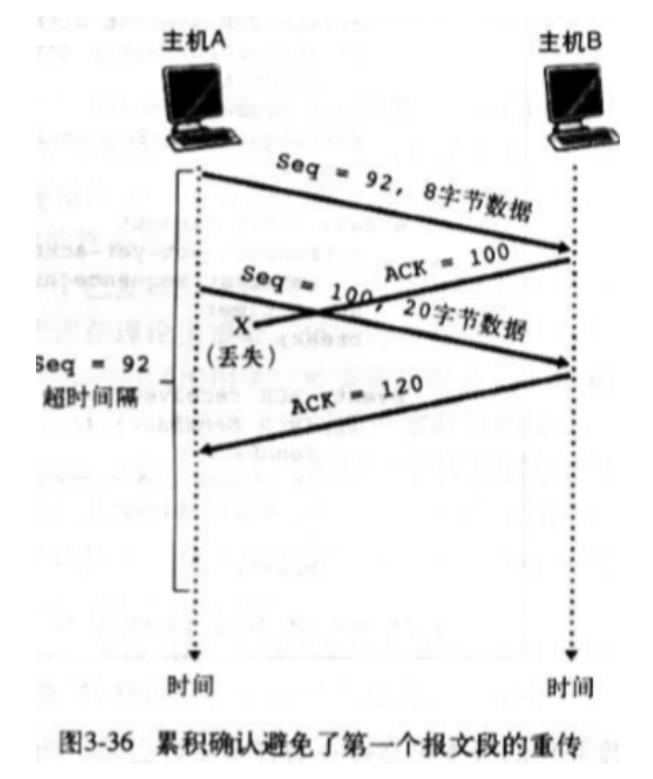 主机A
主机B
Seq = 92, 8字节数据
ACK = 100
Seq = 100, 20字节数据
X
(丢失)
Seq = 92
超时间隔
ACK = 120
时间
时间
图3-36 累积确认避免了第一个报文段的重传